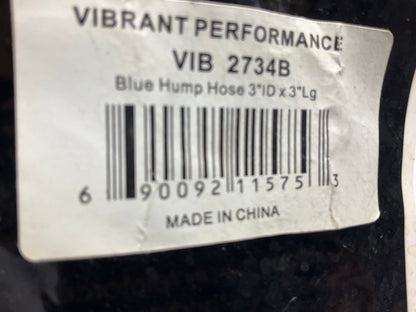 VIBRANT PERFORMANCE
VIB 2734B
Blue Hump Hose 3"ID x 3"Lg
6 90092 11575 3
MADE IN CHINA